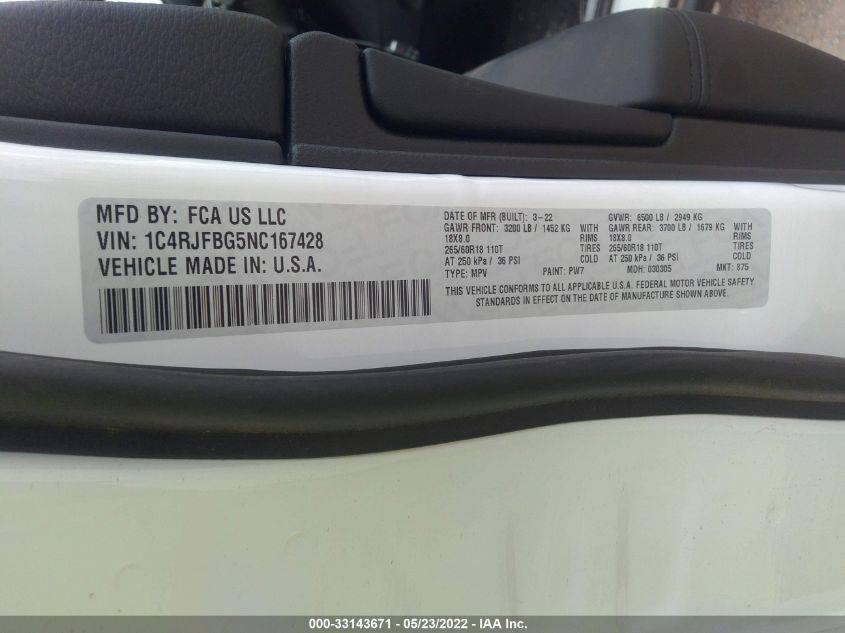 MFD BY: FCA US LLC
VIN: 1C4RJFBG5NC167428
VEHICLE MADE IN: U.S.A.
DATE OF MFR (BUILT): 3-22 GVWR: 6500 LB / 2949 KG
GAWR FRONT: 3200 LB / 1452 KG WITH GAWR REAR: 3700 LB / 1679 KG WITH
18X8.0 RIMS 18X8.0 RIMS
265/60R18 110T TIRES 265/60R18 110T TIRES
AT 250 kPa / 36 PSI COLD AT 250 kPa / 36 PSI COLD
TYPE: MPV PAINT: PW7 MDH: 030305 MKT: 875
THIS VEHICLE CONFORMS TO ALL APPLICABLE U.S.A. FEDERAL MOTOR VEHICLE SAFETY
STANDARDS IN EFFECT ON THE DATE OF MANUFACTURE SHOWN ABOVE.
000-33143671 - 05/23/2022 - IAA Inc.